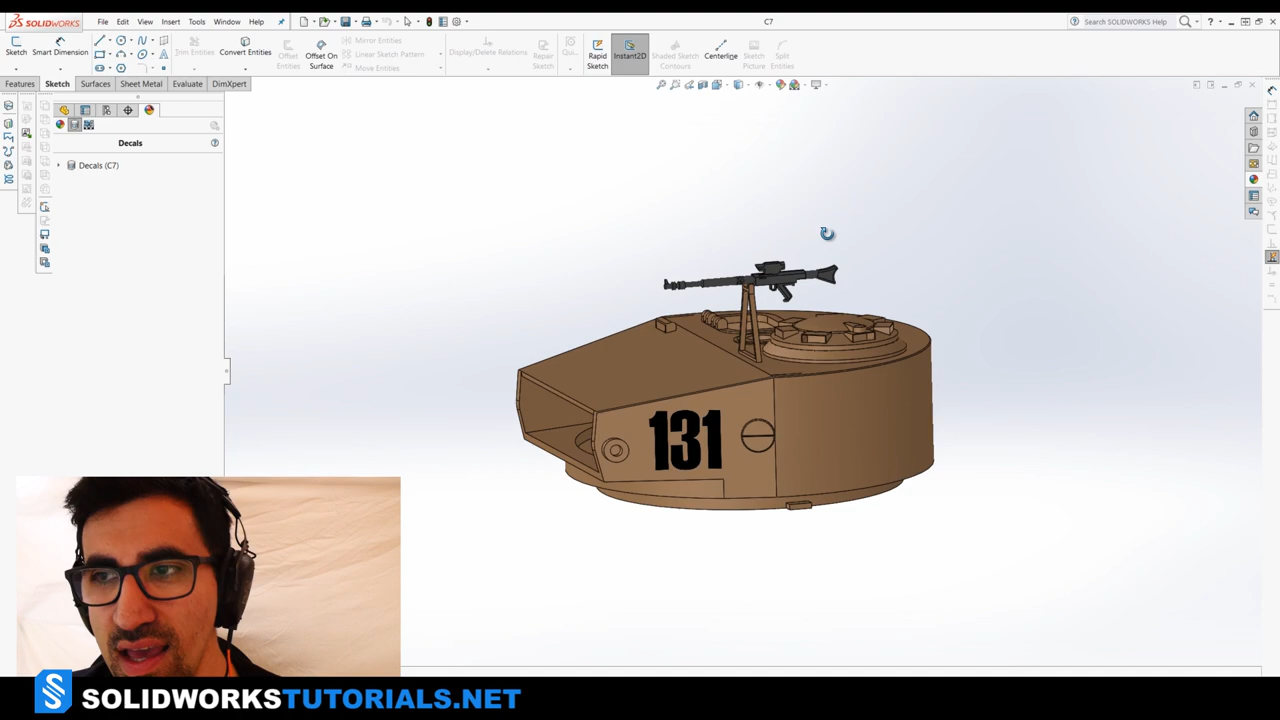 SOLIDWORKS File Edit View Insert Tools Window Help C7 Search SOLIDWORKS Help ?
Sketch Smart Dimension Trim Entities Convert Entities Offset Entities Offset On Surface Mirror Entities Linear Sketch Pattern Move Entities Display/Delete Relations Repair Sketch Qui... Rapid Sketch Instant2D Shaded Sketch Contours Centerline Sketch Picture Split Entities
Features Sketch Surfaces Sheet Metal Evaluate DimXpert
Decals ?
Decals (C7)
131
SOLIDWORKSTUTORIALS.NET